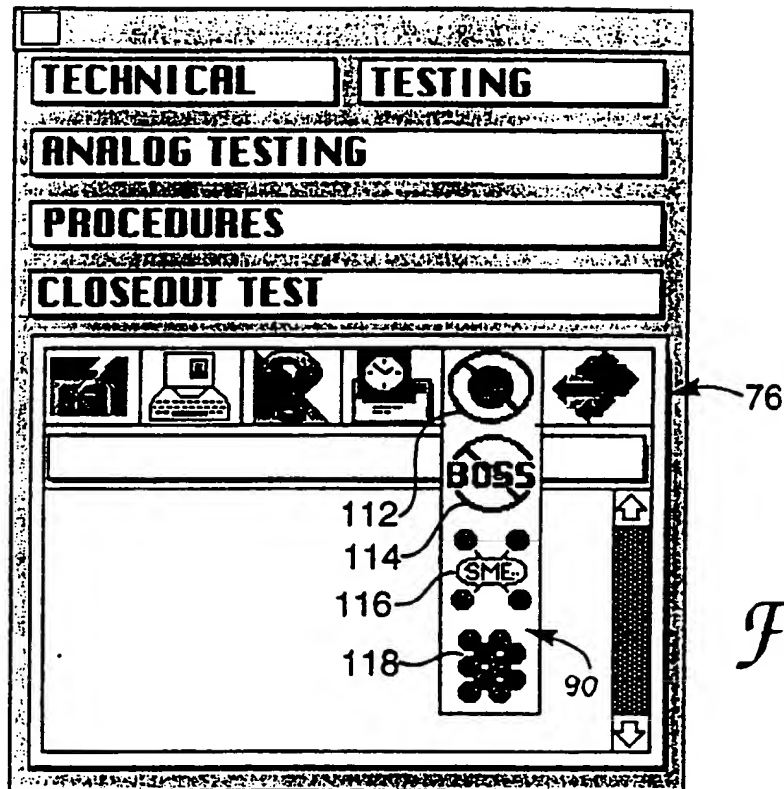 TECHNICAL TESTING
ANALOG TESTING
PROCEDURES
CLOSEOUT TEST
76
BOSS
112
114
SME..
116
118
90
F